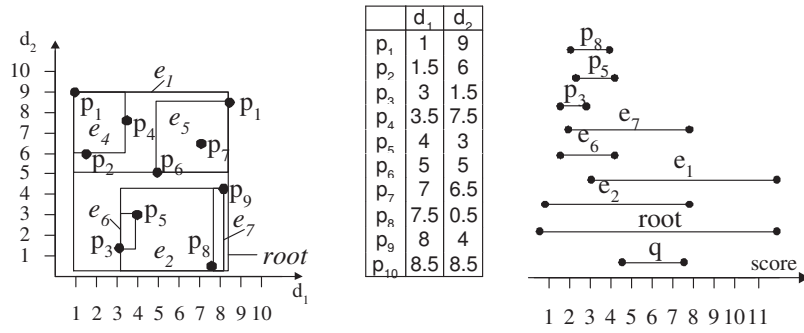 d₂
10
9
8
7
6
5
4
3
2
1
e₁
p₁
p₁
e₄
p₄
e₅
p₇
p₂
p₆
p₉
e₆
p₅
e₇
p₃
e₂
p₈
root
d₁
1 2 3 4 5 6 7 8 9 10
d₁ d₂
p₁ 1 9
p₂ 1.5 6
p₃ 3 1.5
p₄ 3.5 7.5
p₅ 4 3
p₆ 5 5
p₇ 7 6.5
p₈ 7.5 0.5
p₉ 8 4
p₁₀ 8.5 8.5
p₈
p₅
p₃
e₇
e₆
e₁
e₂
root
q
score
1 2 3 4 5 6 7 8 9 10 11